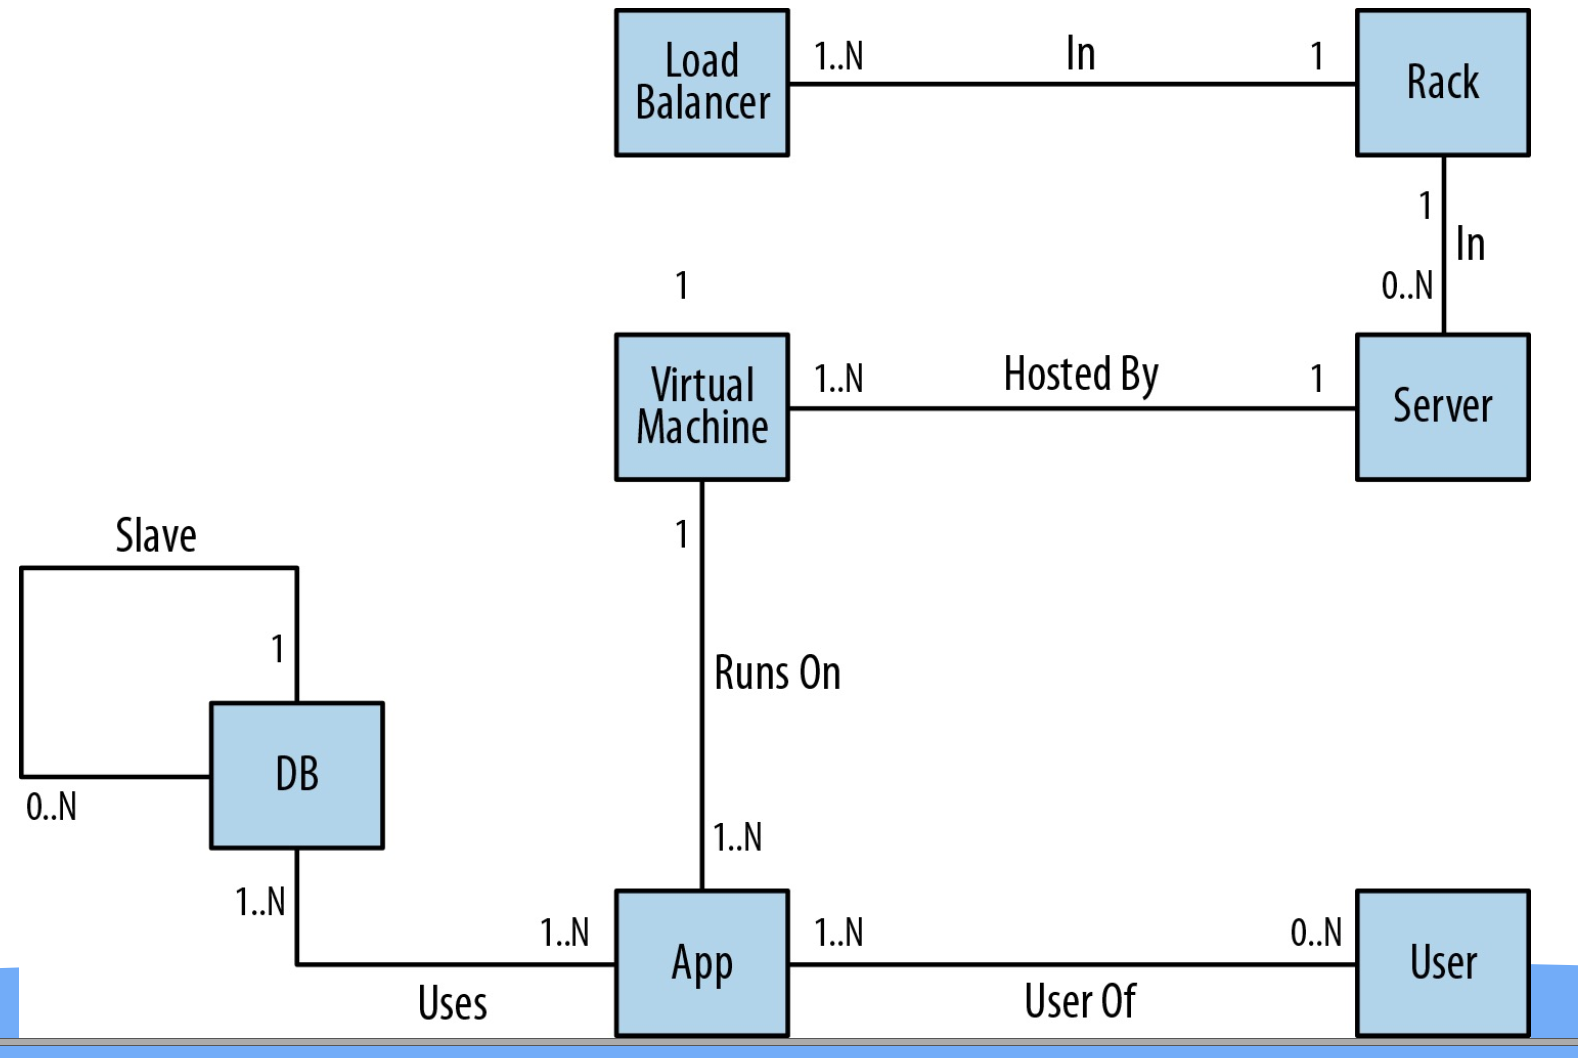 Load
Balancer
1..N
In
1
Rack
1
In
0..N
1
Virtual
Machine
1..N
Hosted By
1
Server
Slave
1
0..N
DB
1
Runs On
1..N
1..N
Uses
1..N
App
1..N
User Of
0..N
User